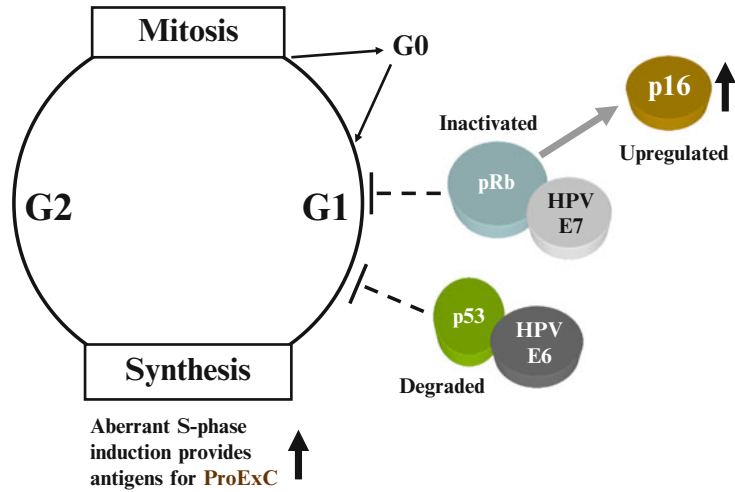 Mitosis
G0
p16
Inactivated
Upregulated
pRb
G2
G1
HPV
E7
p53
HPV
E6
Synthesis
Degraded
Aberrant S-phase
induction provides
antigens for ProExC